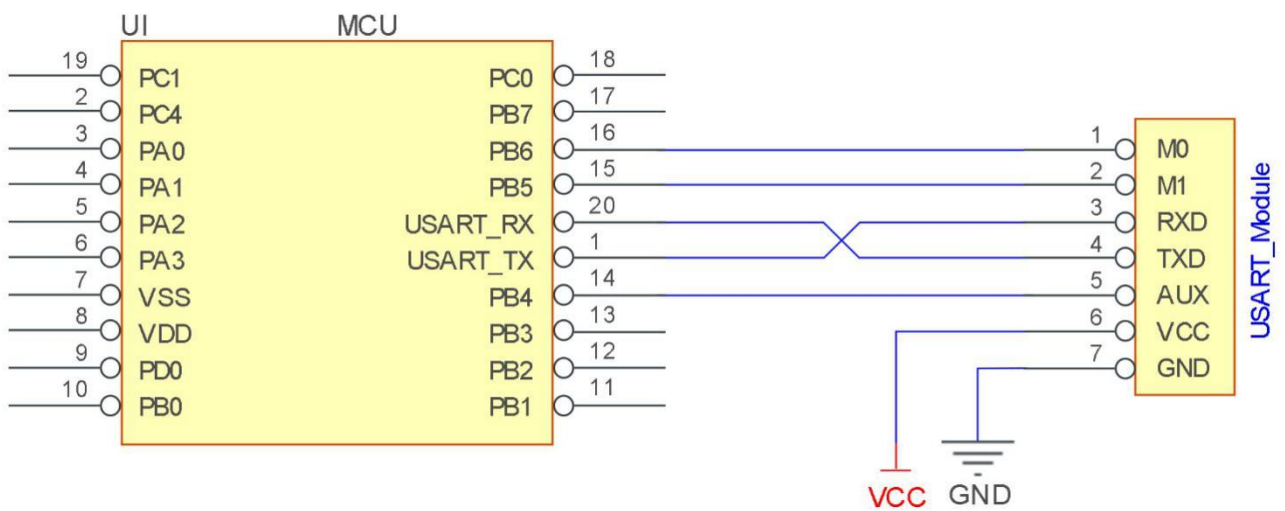 UI MCU
19 PC1 PC0 18
2 PC4 PB7 17
3 PA0 PB6 16 1 M0
4 PA1 PB5 15 2 M1
5 PA2 USART_RX 20 3 RXD
6 PA3 USART_TX 1 4 TXD
7 VSS PB4 14 5 AUX
8 VDD PB3 13 6 VCC
9 PD0 PB2 12 7 GND
10 PB0 PB1 11
USART_Module
VCC GND